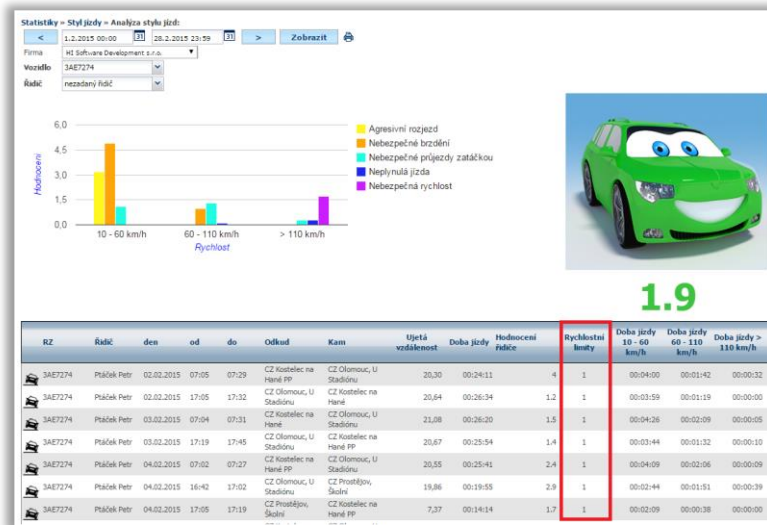 Statistiky » Styl jízdy » Analýza stylu jízd:
< 1.2.2015 00:00 31 28.2.2015 23:59 31 > Zobrazit
Firma HI Software Development s.r.o.
Vozidlo 3AE7274
Řidič nezadaný řidič
6,0
4,5
3,0
1,5
0,0
Hodnocení
10 - 60 km/h 60 - 110 km/h > 110 km/h
Rychlost
Agresivní rozjezd
Nebezpečné brzdění
Nebezpečné průjezdy zatáčkou
Neplynulá jízda
Nebezpečná rychlost
1.9
RZ Řidič den od do Odkud Kam Ujetá vzdálenost Doba jízdy Hodnocení řidiče Rychlostní limity Doba jízdy 10 - 60 km/h Doba jízdy 60 - 110 km/h Doba jízdy > 110 km/h
3AE7274 Ptáček Petr 02.02.2015 07:05 07:29 CZ Kostelec na Hané PP CZ Olomouc, U Stadiónu 20,30 00:24:11 4 1 00:04:00 00:01:42 00:00:32
3AE7274 Ptáček Petr 02.02.2015 17:05 17:32 CZ Olomouc, U Stadiónu CZ Kostelec na Hané 20,64 00:26:34 1.2 1 00:03:59 00:01:19 00:00:00
3AE7274 Ptáček Petr 03.02.2015 07:04 07:31 CZ Kostelec na Hané CZ Olomouc, U Stadiónu 21,08 00:26:20 1.5 1 00:04:26 00:02:09 00:00:05
3AE7274 Ptáček Petr 03.02.2015 17:19 17:45 CZ Olomouc, U Stadiónu CZ Kostelec na Hané PP 20,67 00:25:54 1.4 1 00:03:44 00:01:32 00:00:10
3AE7274 Ptáček Petr 04.02.2015 07:02 07:27 CZ Kostelec na Hané PP CZ Olomouc, U Stadiónu 20,55 00:25:41 2.4 1 00:04:09 00:02:06 00:00:09
3AE7274 Ptáček Petr 04.02.2015 16:42 17:02 CZ Olomouc, U Stadiónu CZ Prostějov, Školní 19,86 00:19:55 2.9 1 00:02:44 00:01:51 00:00:39
3AE7274 Ptáček Petr 04.02.2015 17:05 17:19 CZ Prostějov, Školní CZ Kostelec na Hané PP 7,37 00:14:14 1.7 1 00:02:09 00:00:38 00:00:00